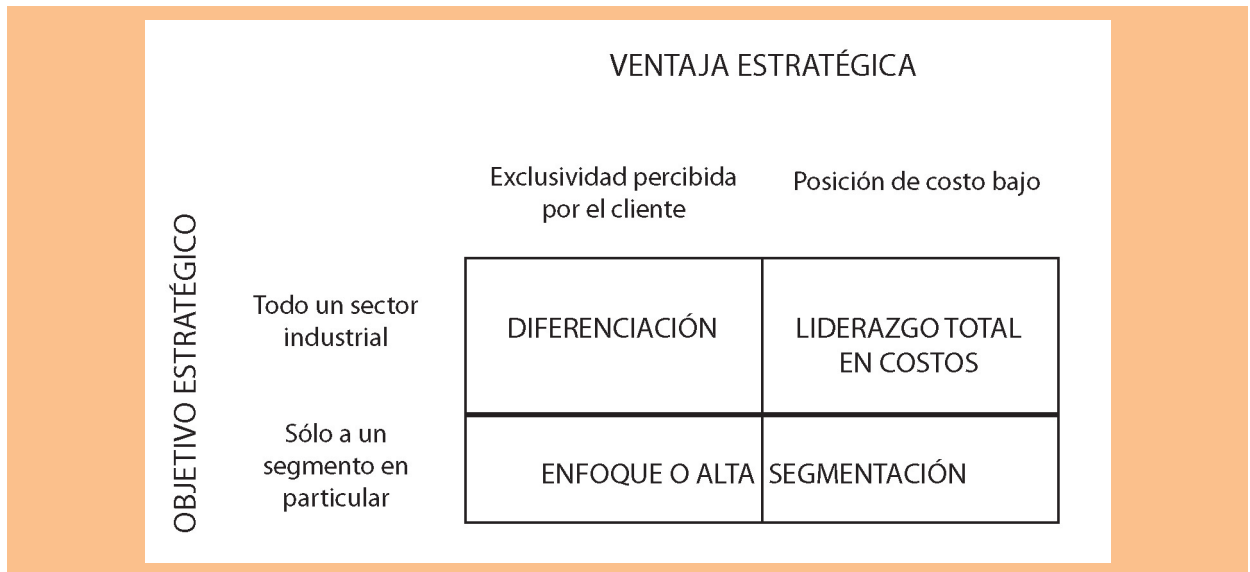 VENTAJA ESTRATÉGICA
Exclusividad percibida
por el cliente
Posición de costo bajo
OBJETIVO ESTRATÉGICO
Todo un sector
industrial
DIFERENCIACIÓN
LIDERAZGO TOTAL
EN COSTOS
Sólo a un
segmento en
particular
ENFOQUE O ALTA SEGMENTACIÓN